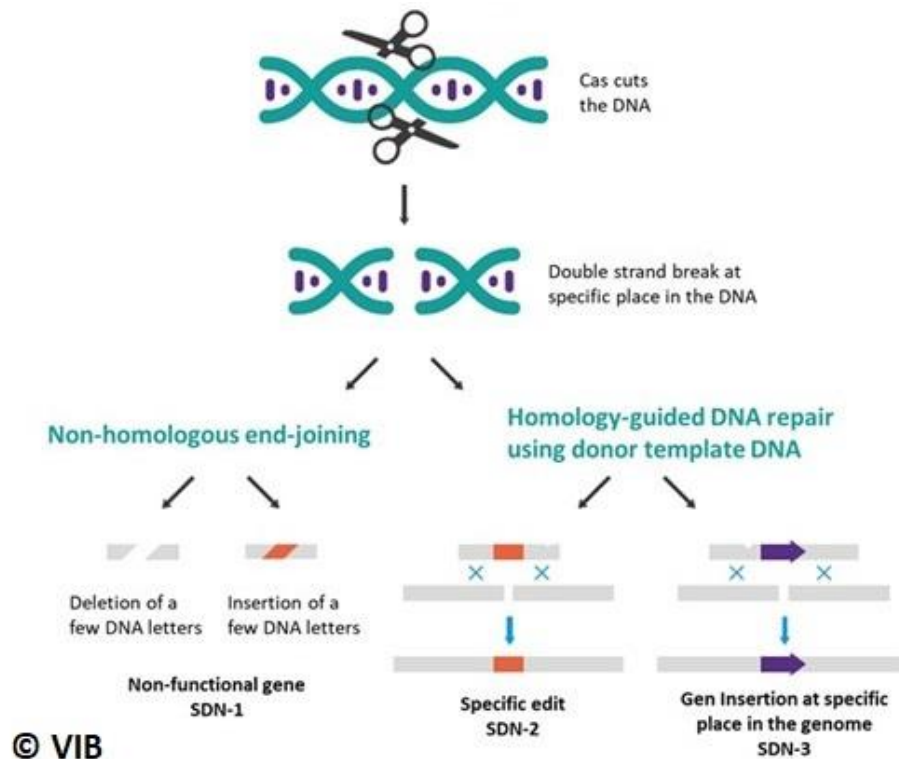 Cas cuts
the DNA
Double strand break at
specific place in the DNA
Non-homologous end-joining
Homology-guided DNA repair
using donor template DNA
Deletion of a
few DNA letters
Insertion of a
few DNA letters
Non-functional gene
SDN-1
Specific edit
SDN-2
Gen Insertion at specific
place in the genome
SDN-3
© VIB